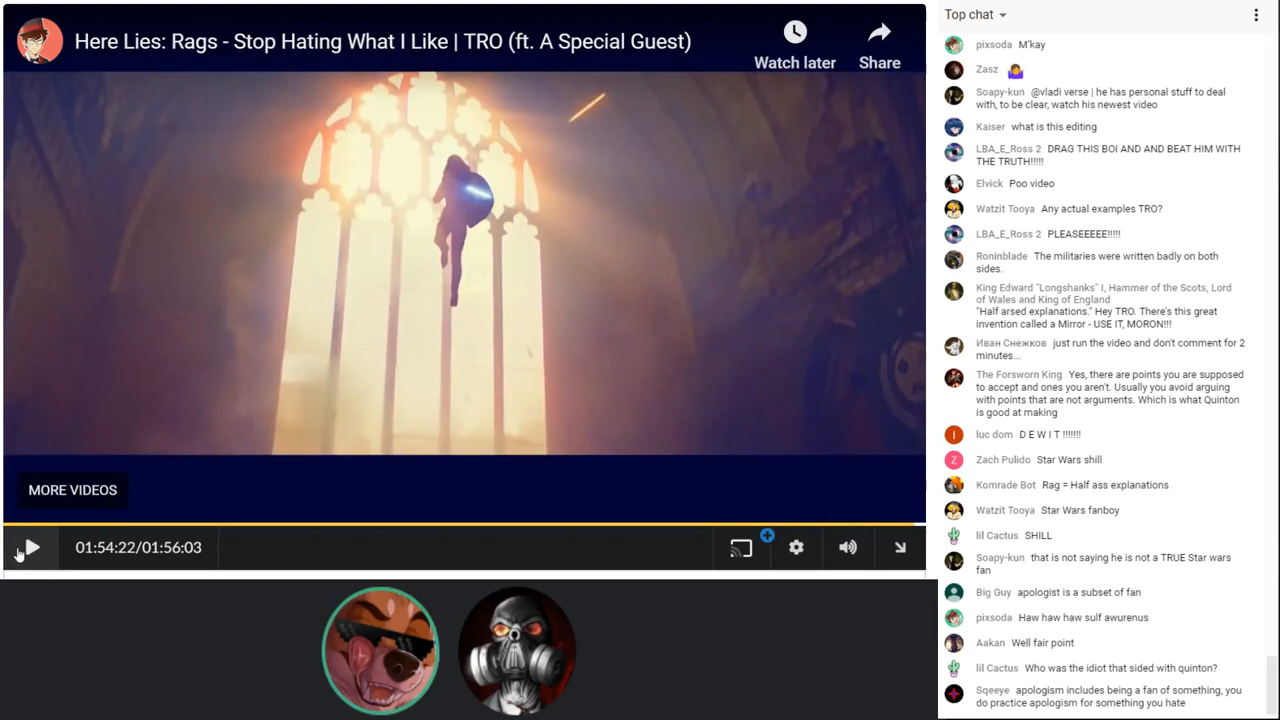 Here Lies: Rags - Stop Hating What I Like | TRO (ft. A Special Guest)
Watch later
Share
MORE VIDEOS
01:54:22/01:56:03
Top chat
pixsoda M'kay
Zasz
Soapy-kun @vladi verse | he has personal stuff to deal
with, to be clear, watch his newest video
Kaiser what is this editing
LBA_E_Ross 2 DRAG THIS BOI AND AND BEAT HIM WITH
THE TRUTH!!!!!
Elvick Poo video
Watzit Tooya Any actual examples TRO?
LBA_E_Ross 2 PLEASEEEEE!!!!!
Roninblade The militaries were written badly on both
sides.
King Edward "Longshanks" I, Hammer of the Scots, Lord
of Wales and King of England
"Half arsed explanations." Hey TRO. There's this great
invention called a Mirror - USE IT, MORON!!!
Иван Снежков just run the video and don't comment for 2
minutes...
The Forsworn King Yes, there are points you are supposed
to accept and ones you aren't. Usually you avoid arguing
with points that are not arguments. Which is what Quinton
is good at making
l
luc dom D E W I T !!!!!!!
Z
Zach Pulido Star Wars shill
Komrade Bot Rag = Half ass explanations
Watzit Tooya Star Wars fanboy
lil Cactus SHILL
Soapy-kun that is not saying he is not a TRUE Star wars
fan
Big Guy apologist is a subset of fan
pixsoda Haw haw haw sulf awurenus
Aakan Well fair point
lil Cactus Who was the idiot that sided with quinton?
Sqeeye apologism includes being a fan of something, you
do practice apologism for something you hate